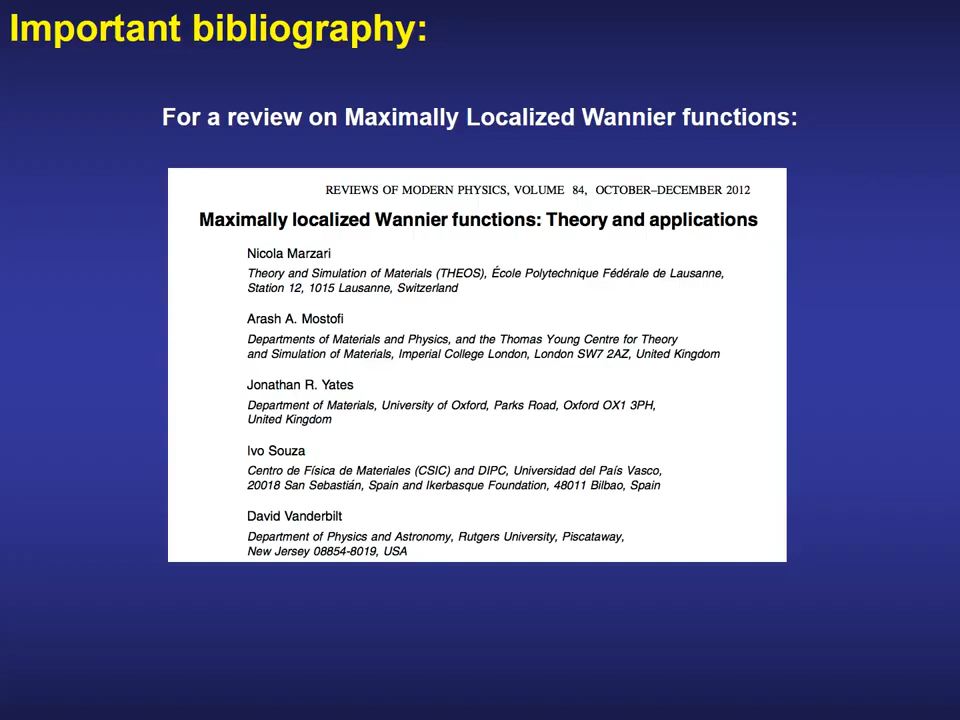 Important bibliography:
For a review on Maximally Localized Wannier functions:
REVIEWS OF MODERN PHYSICS, VOLUME 84, OCTOBER–DECEMBER 2012
Maximally localized Wannier functions: Theory and applications
Nicola Marzari
Theory and Simulation of Materials (THEOS), École Polytechnique Fédérale de Lausanne,
Station 12, 1015 Lausanne, Switzerland
Arash A. Mostofi
Departments of Materials and Physics, and the Thomas Young Centre for Theory
and Simulation of Materials, Imperial College London, London SW7 2AZ, United Kingdom
Jonathan R. Yates
Department of Materials, University of Oxford, Parks Road, Oxford OX1 3PH,
United Kingdom
Ivo Souza
Centro de Física de Materiales (CSIC) and DIPC, Universidad del País Vasco,
20018 San Sebastián, Spain and Ikerbasque Foundation, 48011 Bilbao, Spain
David Vanderbilt
Department of Physics and Astronomy, Rutgers University, Piscataway,
New Jersey 08854-8019, USA